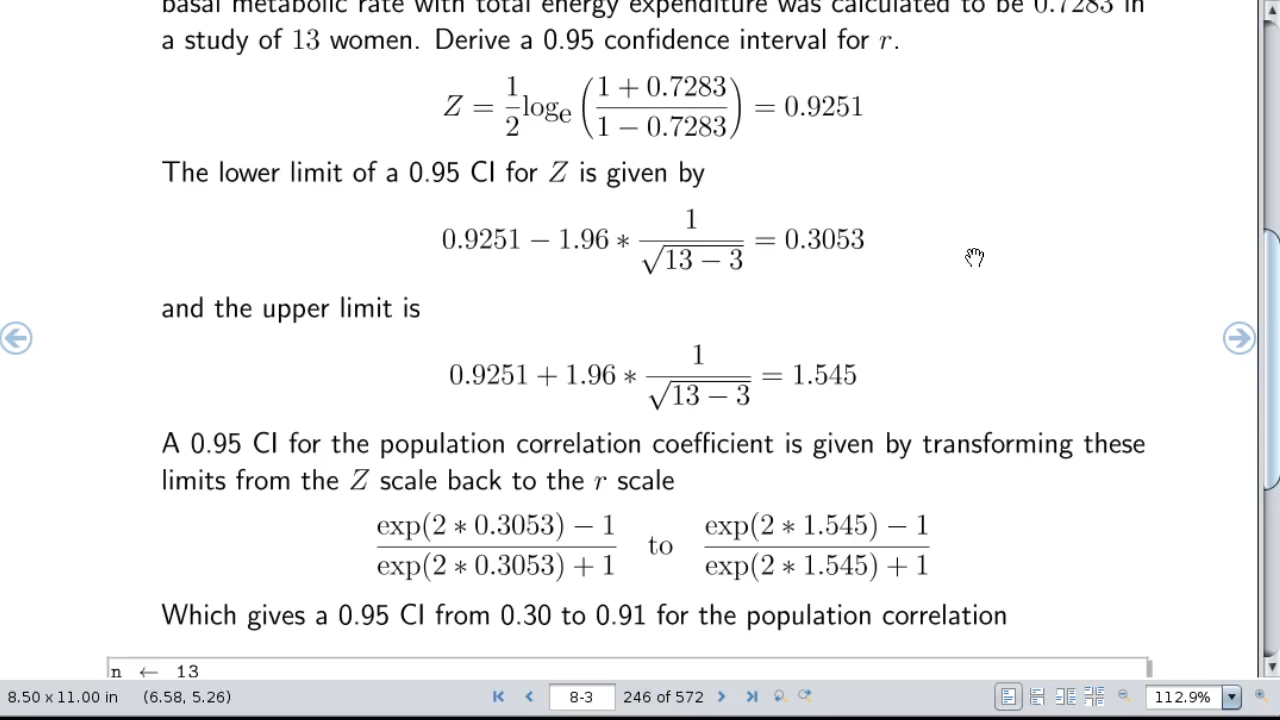 basal metabolic rate with total energy expenditure was calculated to be 0.7283 in
a study of 13 women. Derive a 0.95 confidence interval for r.
Z = 1/2 logₑ ( (1 + 0.7283) / (1 − 0.7283) ) = 0.9251
The lower limit of a 0.95 CI for Z is given by
0.9251 − 1.96 ∗ 1/√(13 − 3) = 0.3053
and the upper limit is
0.9251 + 1.96 ∗ 1/√(13 − 3) = 1.545
A 0.95 CI for the population correlation coefficient is given by transforming these
limits from the Z scale back to the r scale
(exp(2 ∗ 0.3053) − 1) / (exp(2 ∗ 0.3053) + 1) to (exp(2 ∗ 1.545) − 1) / (exp(2 ∗ 1.545) + 1)
Which gives a 0.95 CI from 0.30 to 0.91 for the population correlation
n ← 13
8.50 x 11.00 in (6.58, 5.26) 8-3 246 of 572 112.9%